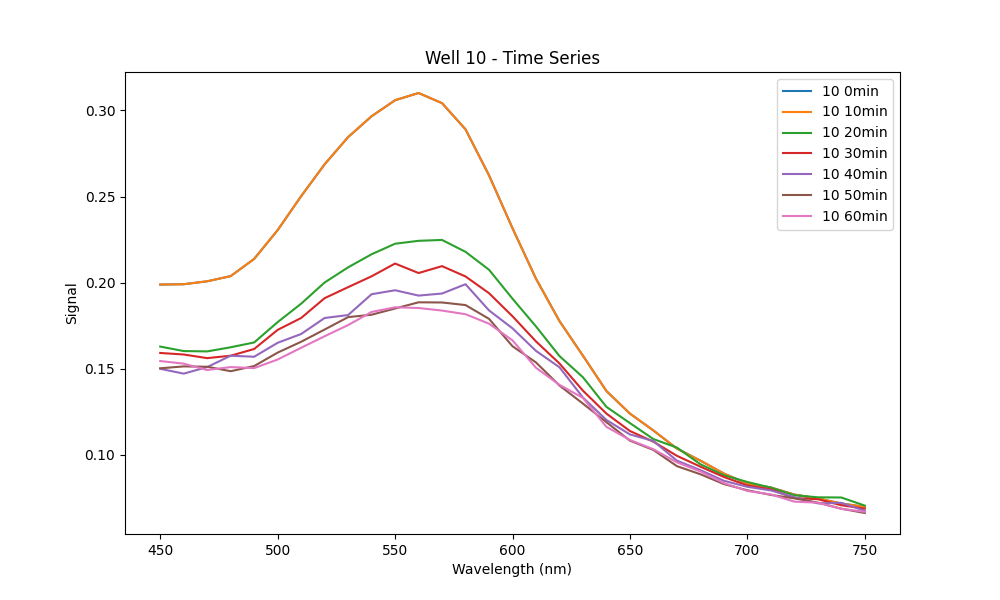 Well 10 - Time Series
10 0min
10 10min
10 20min
10 30min
10 40min
10 50min
10 60min
0.30
0.25
0.20
0.15
0.10
Signal
450 500 550 600 650 700 750
Wavelength (nm)